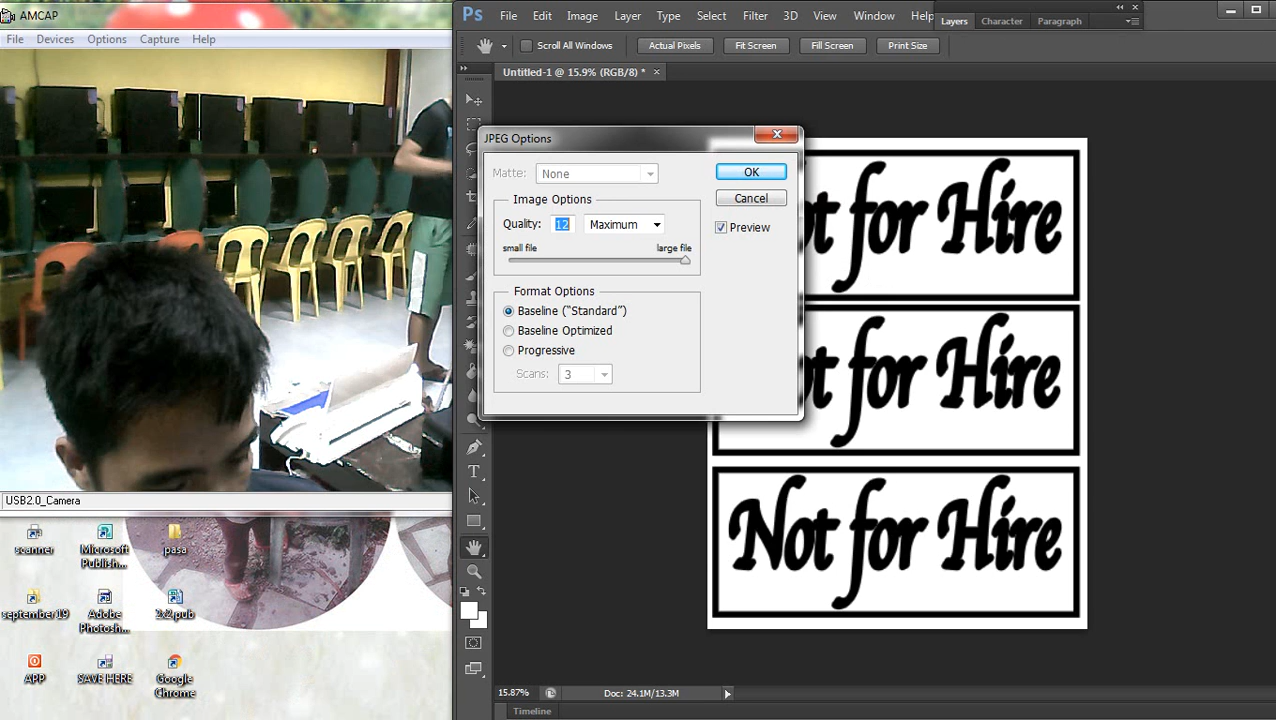 AMCAP
File Devices Options Capture Help
USB2.0_Camera
scanner
Microsoft Publish...
pasa
september19
Adobe Photosh...
2x2.pub
APP
SAVE HERE
Google Chrome
Ps File Edit Image Layer Type Select Filter 3D View Window Help
Layers Character Paragraph
Scroll All Windows Actual Pixels Fit Screen Fill Screen Print Size
Untitled-1 @ 15.9% (RGB/8) * ×
JPEG Options
Matte: None
OK
Cancel
Preview
Image Options
Quality: 12 Maximum
small file large file
Format Options
Baseline (“Standard”)
Baseline Optimized
Progressive
Scans: 3
ot for Hire
ot for Hire
Not for Hire
15.87% Doc: 24.1M/13.3M
Timeline